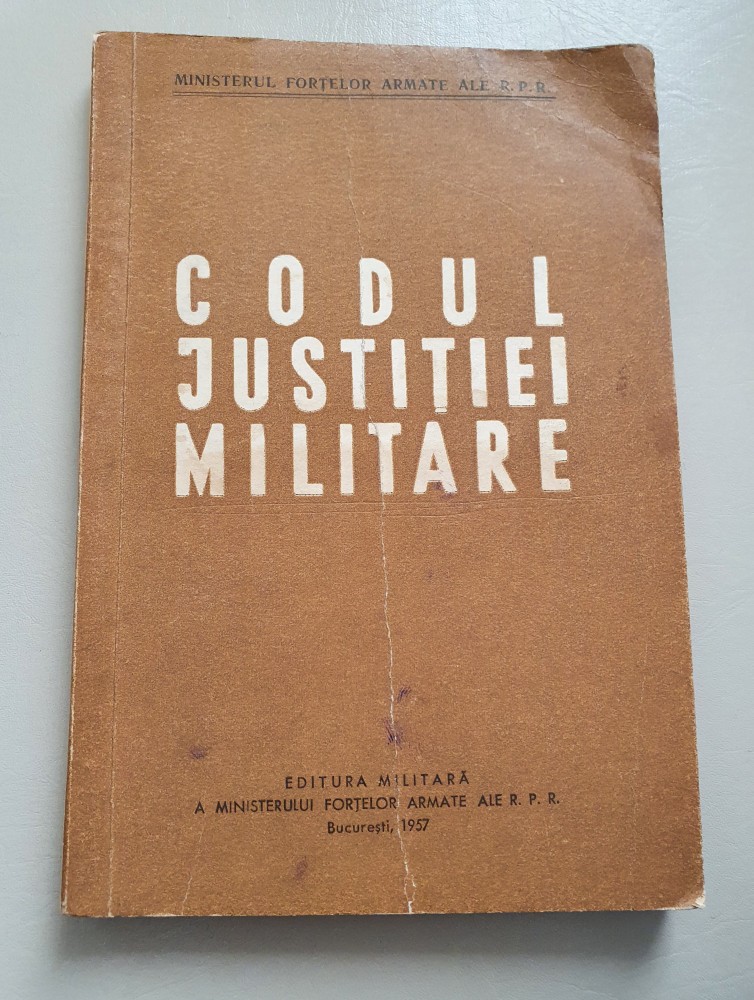 MINISTERUL FORȚELOR ARMATE ALE R.P.R.
CODUL
JUSTIȚIEI
MILITARE
EDITURA MILITARĂ
A MINISTERULUI FORȚELOR ARMATE ALE R. P. R.
București, 1957